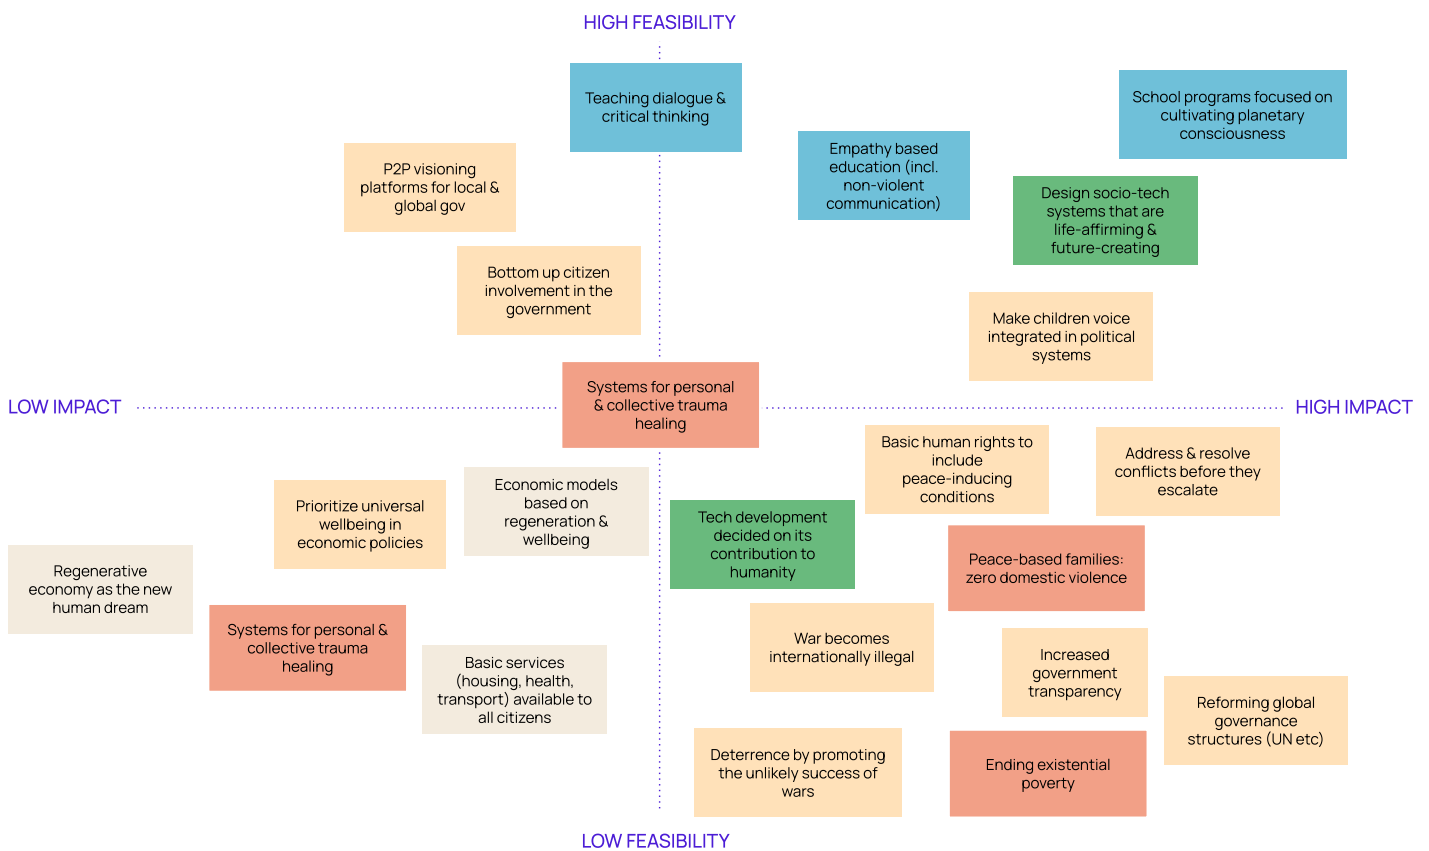 HIGH FEASIBILITY
Teaching dialogue &
critical thinking
School programs focused on
cultivating planetary
consciousness
P2P visioning
platforms for local &
global gov
Empathy based
education (incl.
non-violent
communication)
Design socio-tech
systems that are
life-affirming &
future-creating
Bottom up citizen
involvement in the
government
Make children voice
integrated in political
systems
Systems for personal
& collective trauma
healing
LOW IMPACT
HIGH IMPACT
Basic human rights to
include
peace-inducing
conditions
Address & resolve
conflicts before they
escalate
Prioritize universal
wellbeing in
economic policies
Economic models
based on
regeneration &
wellbeing
Tech development
decided on its
contribution to
humanity
Peace-based families:
zero domestic violence
Regenerative
economy as the new
human dream
Systems for personal &
collective trauma
healing
Basic services
(housing, health,
transport) available to
all citizens
War becomes
internationally illegal
Increased
government
transparency
Reforming global
governance
structures (UN etc)
Deterrence by promoting
the unlikely success of
wars
Ending existential
poverty
LOW FEASIBILITY